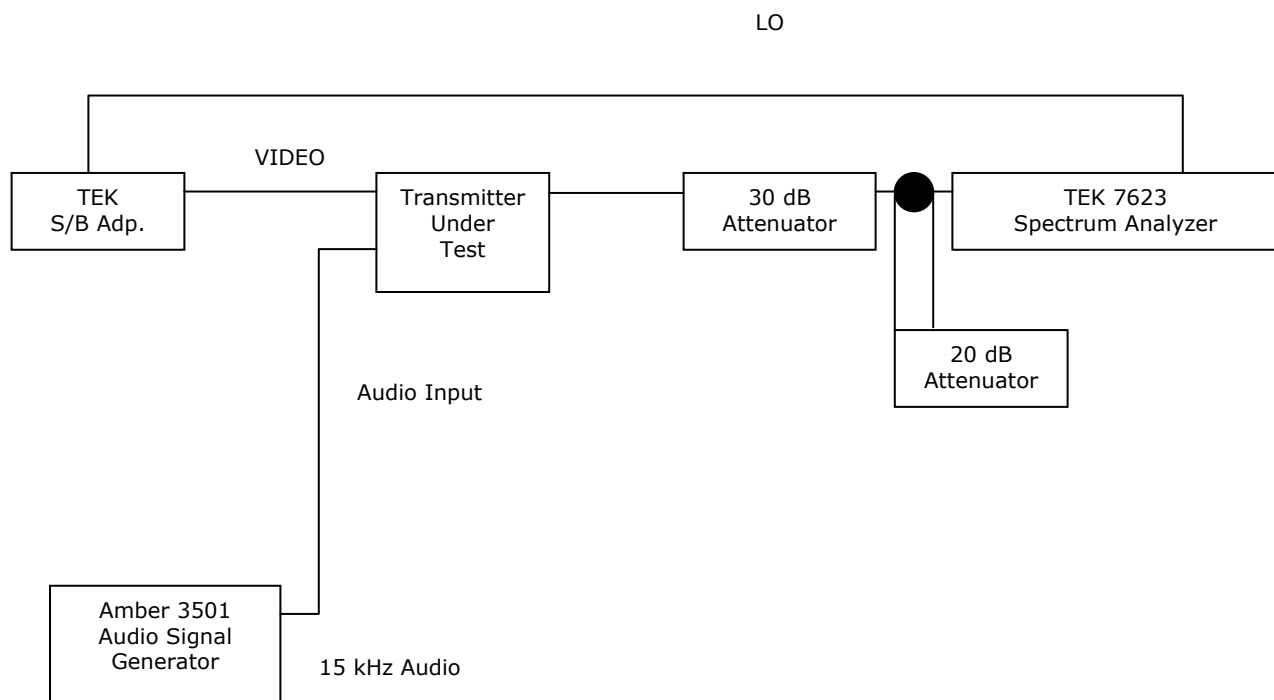 LO
VIDEO
TEK
S/B Adp.
Transmitter
Under
Test
30 dB
Attenuator
TEK 7623
Spectrum Analyzer
20 dB
Attenuator
Audio Input
Amber 3501
Audio Signal
Generator
15 kHz Audio